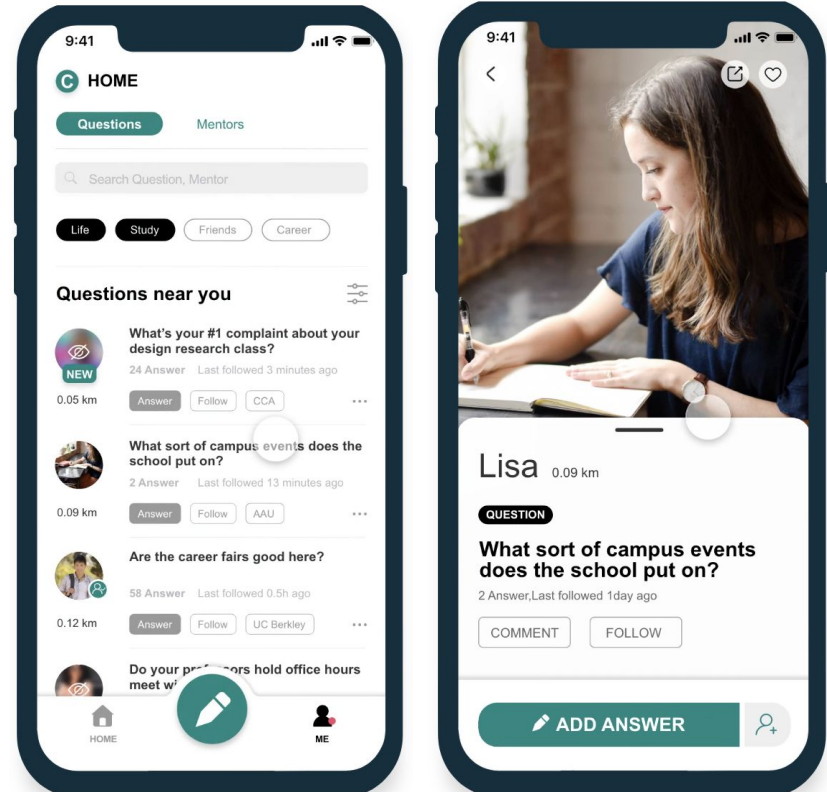 9:41
C HOME
Questions Mentors
Search Question, Mentor
Life Study Friends Career
Questions near you
What's your #1 complaint about your
design research class?
NEW
24 Answer Last followed 3 minutes ago
0.05 km Answer Follow CCA
What sort of campus events does the
school put on?
2 Answer Last followed 13 minutes ago
0.09 km Answer Follow AAU
Are the career fairs good here?
58 Answer Last followed 0.5h ago
0.12 km Answer Follow UC Berkley
Do your office hours
meet
HOME ME
9:41
Lisa 0.09 km
QUESTION
What sort of campus events
does the school put on?
2 Answer,Last followed 1day ago
COMMENT FOLLOW
ADD ANSWER